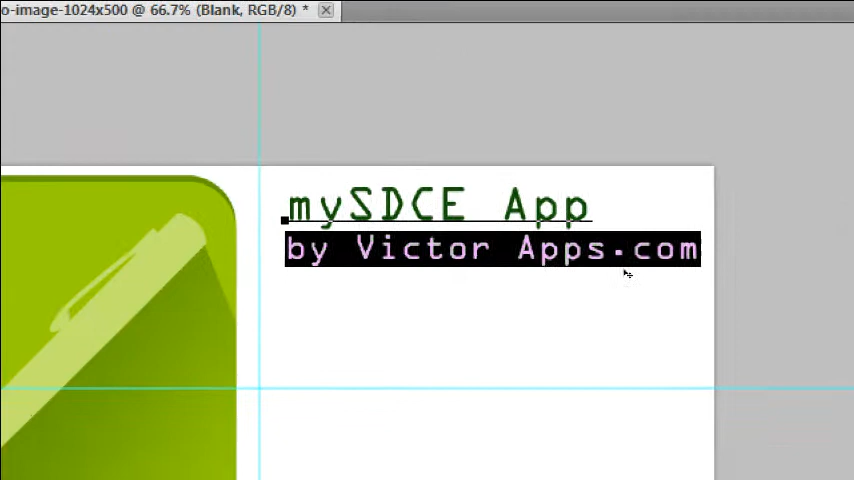 o-image-1024x500 @ 66.7% (Blank, RGB/8) *
mySDCE App
by Victor Apps.com